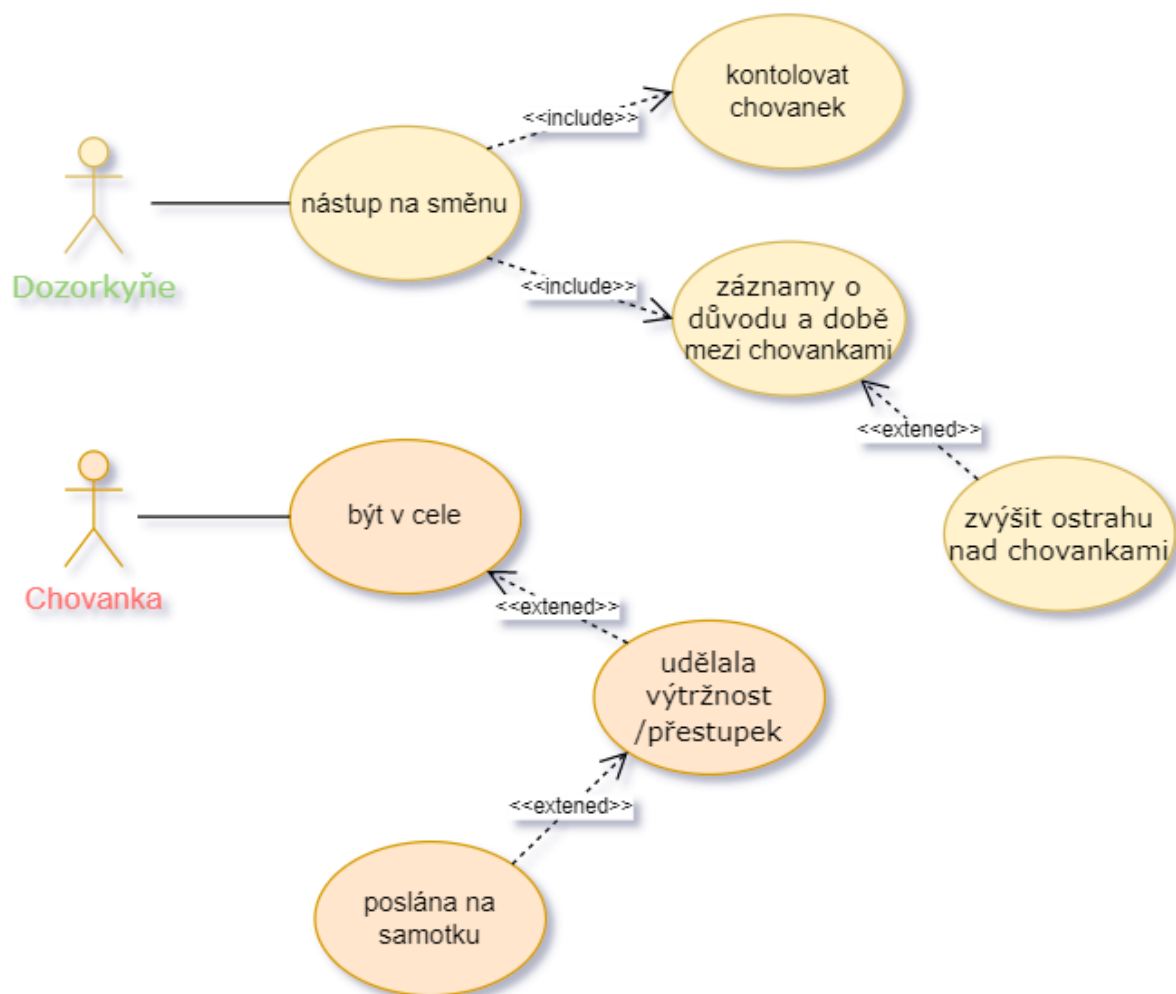 kontolovat
chovanek
<<include>>
nástup na směnu
Dozorkyňe
<<include>>
záznamy o
důvodu a době
mezi chovankami
<<extened>>
zvýšit ostrahu
nad chovankami
být v cele
Chovanka
<<extened>>
udělala
výtržnost
/přestupek
<<extened>>
poslána na
samotku